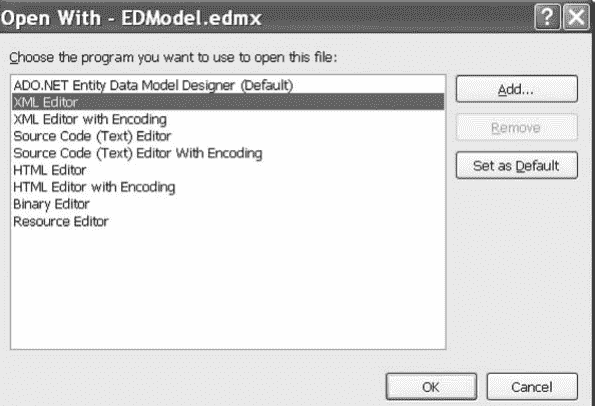 Open With - EDModel.edmx
Choose the program you want to use to open this file:
ADO.NET Entity Data Model Designer (Default)
XML Editor
XML Editor with Encoding
Source Code (Text) Editor
Source Code (Text) Editor With Encoding
HTML Editor
HTML Editor with Encoding
Binary Editor
Resource Editor
Add...
Remove
Set as Default
OK
Cancel